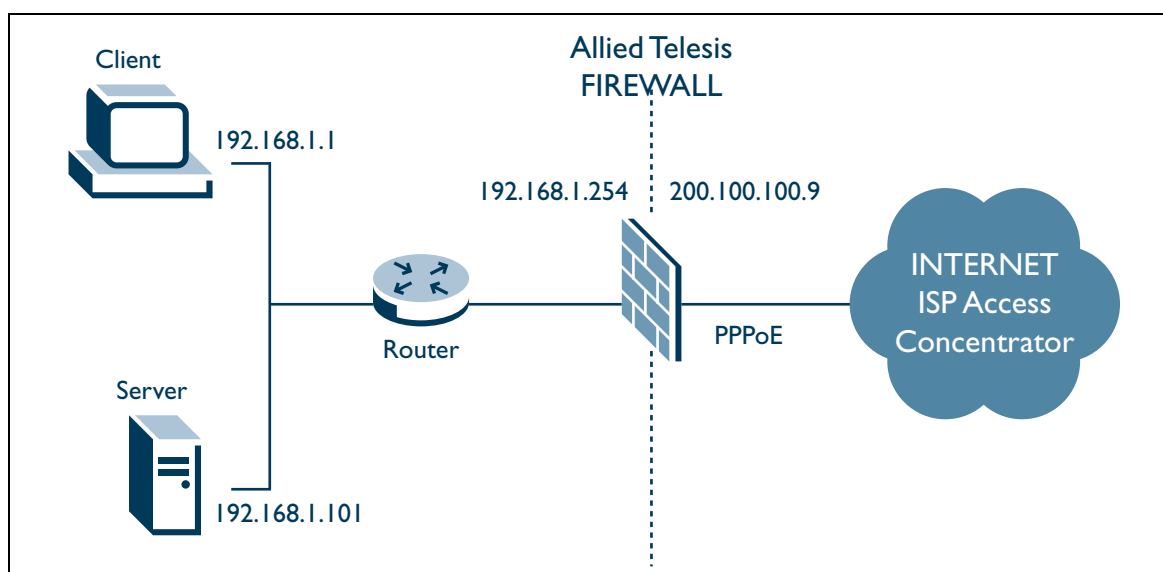 Allied Telesis
FIREWALL
Client
192.168.1.1
192.168.1.254
200.100.100.9
INTERNET
ISP Access
Concentrator
PPPoE
Router
Server
192.168.1.101